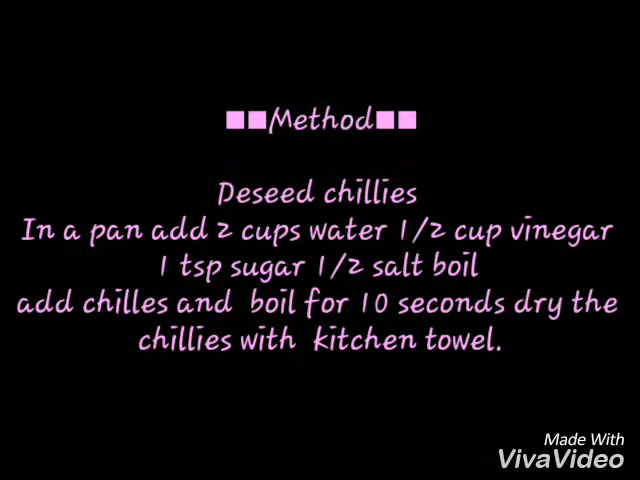 ■■Method■■
Deseed chillies
In a pan add 2 cups water 1/2 cup vinegar
1 tsp sugar 1/2 salt boil
add chilles and boil for 10 seconds dry the
chillies with kitchen towel.
Made With
VivaVideo